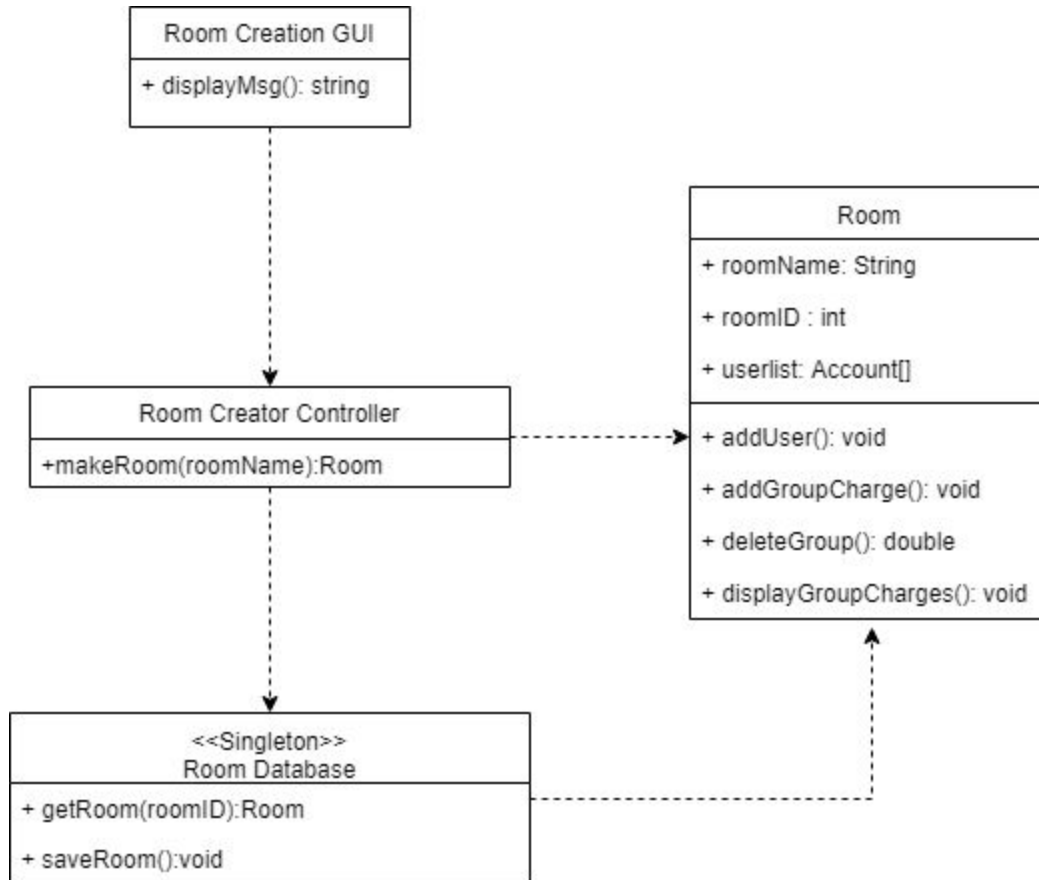 Room Creation GUI
+ displayMsg(): string
Room
+ roomName: String
+ roomID : int
+ userlist: Account[]
+ addUser(): void
+ addGroupCharge(): void
+ deleteGroup(): double
+ displayGroupCharges(): void
Room Creator Controller
+makeRoom(roomName):Room
<<Singleton>>
Room Database
+ getRoom(roomID):Room
+ saveRoom():void